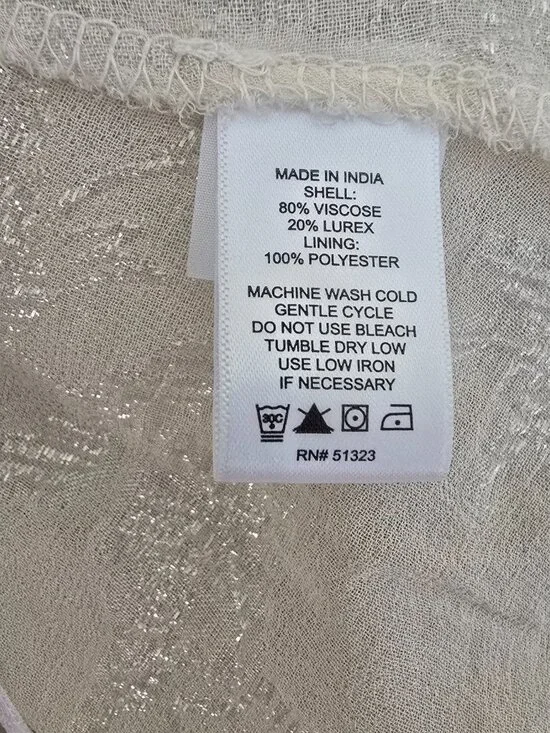 MADE IN INDIA
SHELL:
80% VISCOSE
20% LUREX
LINING:
100% POLYESTER
MACHINE WASH COLD
GENTLE CYCLE
DO NOT USE BLEACH
TUMBLE DRY LOW
USE LOW IRON
IF NECESSARY
30C
RN# 51323